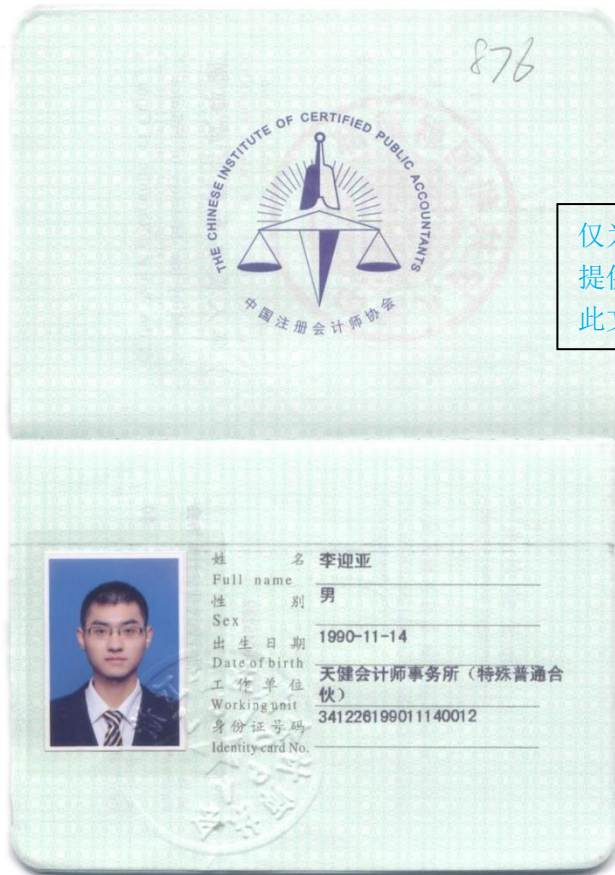 876
THE CHINESE INSTITUTE OF CERTIFIED PUBLIC ACCOUNTANTS
中国注册会计师协会
仅为
提供
此文
姓名 李迎亚
Full name
性别 男
Sex
出生日期 1990-11-14
Date of birth
工作单位 天健会计师事务所（特殊普通合
Working unit 伙）
身份证号码 341226199011140012
Identity card No.